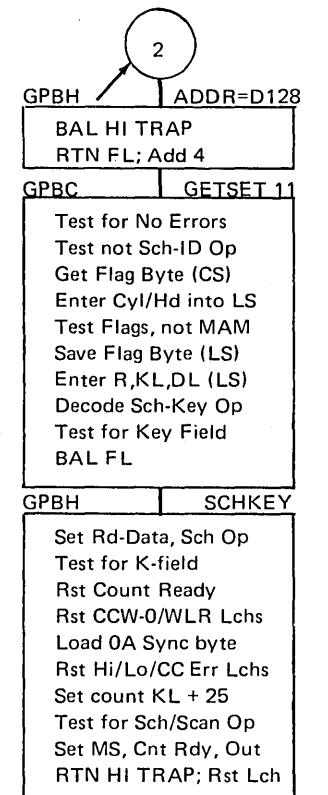 2
GPBH ADDR=D128
BAL HI TRAP
RTN FL; Add 4
GPBC GETSET 11
Test for No Errors
Test not Sch-ID Op
Get Flag Byte (CS)
Enter Cyl/Hd into LS
Test Flags, not MAM
Save Flag Byte (LS)
Enter R,KL,DL (LS)
Decode Sch-Key Op
Test for Key Field
BAL FL
GPBH SCHKEY
Set Rd-Data, Sch Op
Test for K-field
Rst Count Ready
Rst CCW-0/WLR Lchs
Load 0A Sync byte
Rst Hi/Lo/CC Err Lchs
Set count KL + 25
Test for Sch/Scan Op
Set MS, Cnt Rdy, Out
RTN HI TRAP; Rst Lch